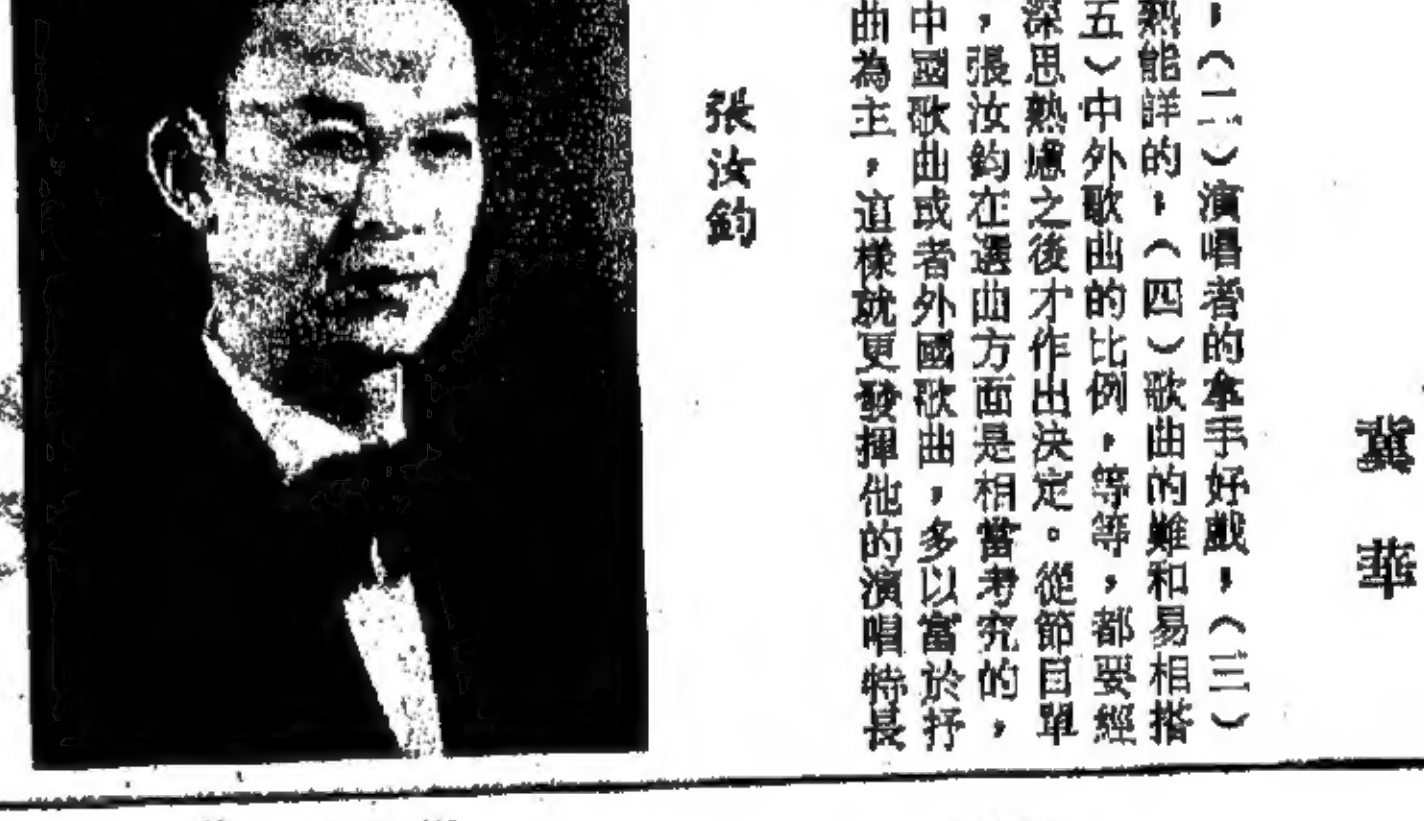 冀華
，（二）演唱者的拿手好戲，（三）
熟能詳的，（四）歌曲的難和易相搭
五）中外歌曲的比例，等等，都要經
深思熟慮之後才作出決定。從節目單
，張汝鈞在選曲方面是相當考究的，
中國歌曲或者外國歌曲，多以富於抒
曲為主，這樣就更發揮他的演唱特長
張汝鈞